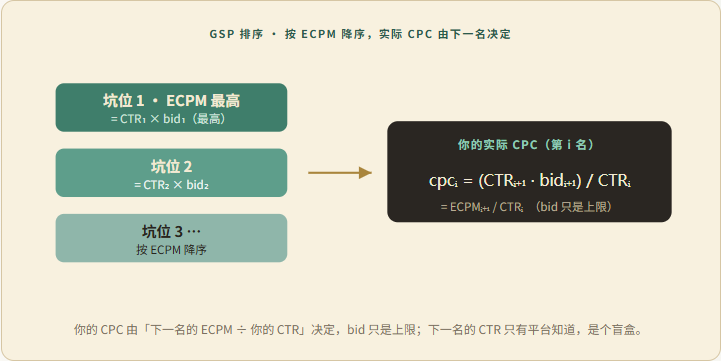 GSP 排序 · 按 ECPM 降序，实际 CPC 由下一名决定
坑位 1 · ECPM 最高
= CTR₁ × bid₁（最高）
坑位 2
= CTR₂ × bid₂
坑位 3 …
按 ECPM 降序
你的实际 CPC（第 i 名）
cpcᵢ = (CTRᵢ₊₁ · bidᵢ₊₁) / CTRᵢ
= ECPMᵢ₊₁ / CTRᵢ （bid 只是上限）
你的 CPC 由「下一名的 ECPM ÷ 你的 CTR」决定，bid 只是上限；下一名的 CTR 只有平台知道，是个盲盒。